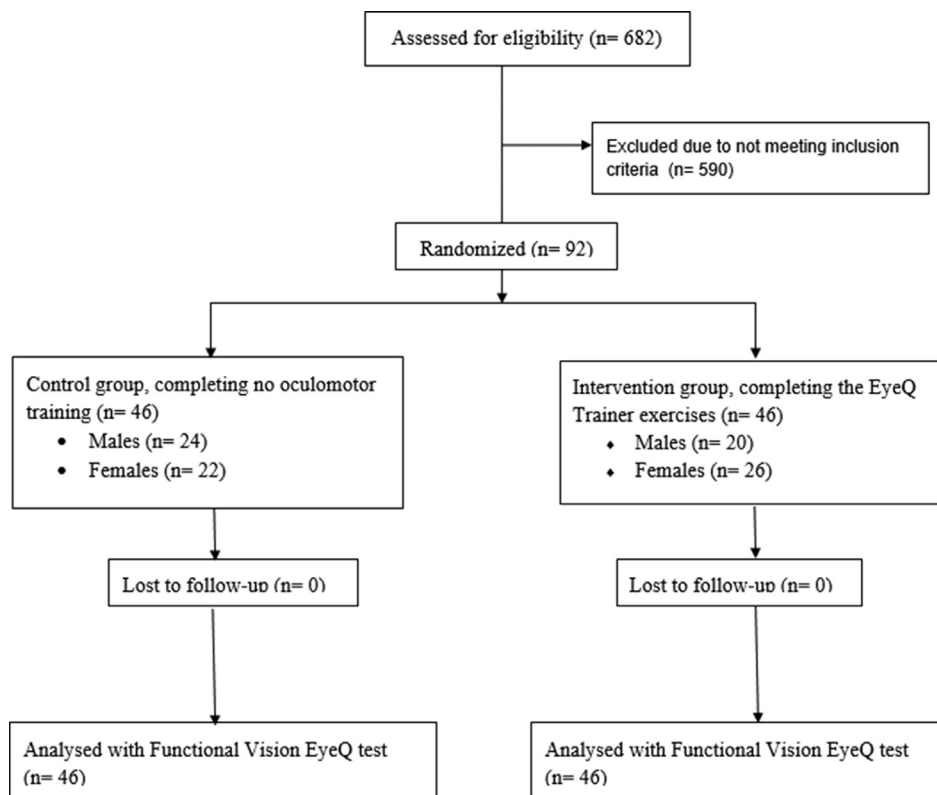 Assessed for eligibility (n= 682)
Excluded due to not meeting inclusion
criteria (n= 590)
Randomized (n= 92)
Control group, completing no oculomotor
training (n= 46)
• Males (n= 24)
• Females (n= 22)
Intervention group, completing the EyeQ
Trainer exercises (n= 46)
⬧ Males (n= 20)
⬧ Females (n= 26)
Lost to follow-up (n= 0)
Lost to follow-up (n= 0)
Analysed with Functional Vision EyeQ test
(n= 46)
Analysed with Functional Vision EyeQ test
(n= 46)